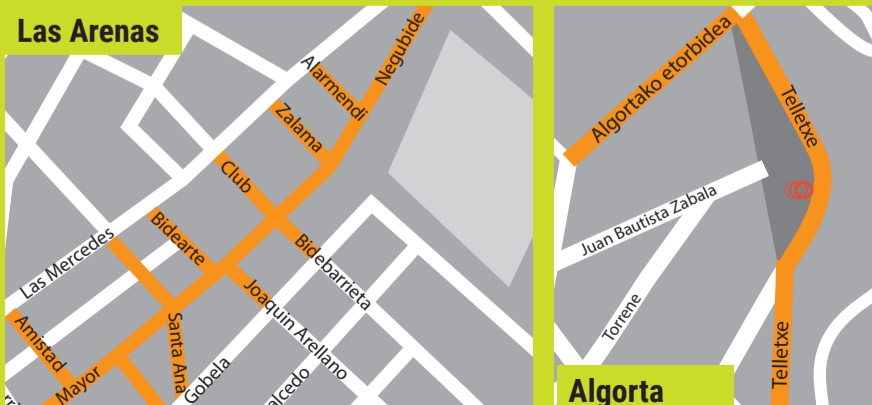 Las Arenas
Negubide
Alarmendi
Zalama
Club
Bidearte
Bidebarrieta
Las Mercedes
Joaquin Arellano
Amistad
Santa Ana
Mayor
Gobela
Algortako etorbidea
Telletxe
Juan Bautista Zabala
Torrene
Telletxe
Algorta